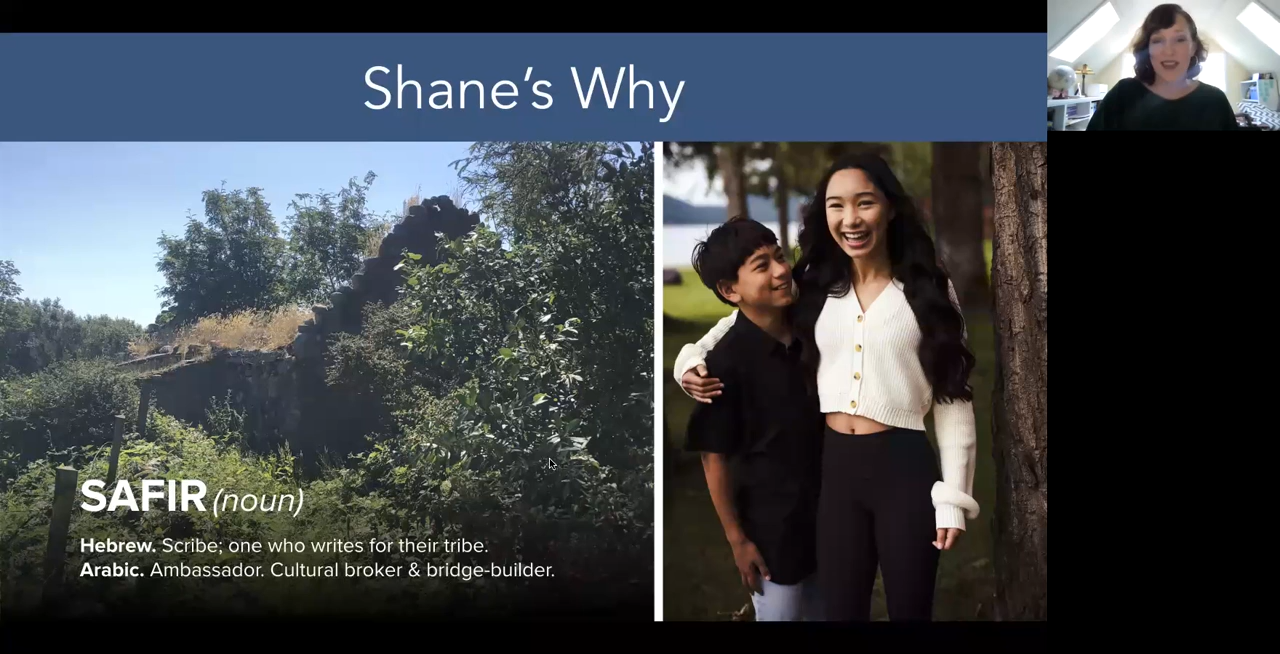 Shane's Why
SAFIR (noun)
Hebrew. Scribe; one who writes for their tribe.
Arabic. Ambassador. Cultural broker & bridge-builder.